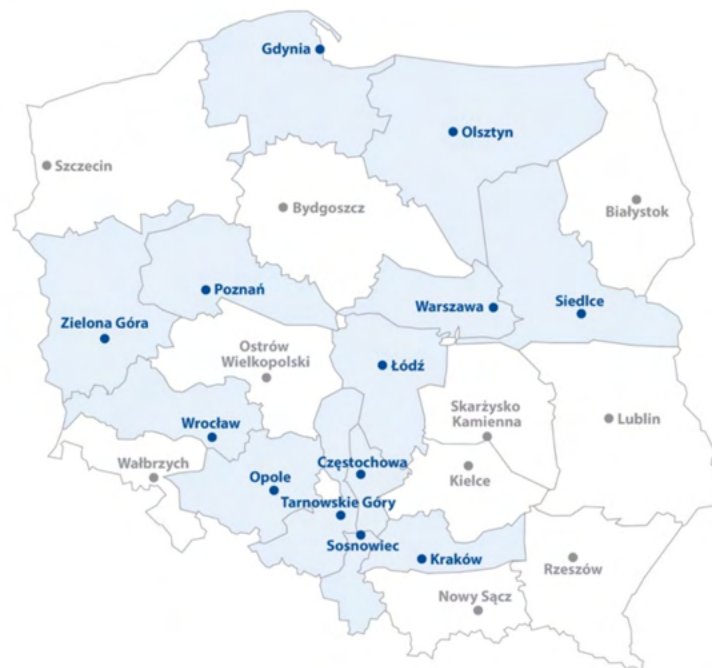 Gdynia
Olsztyn
Szczecin
Bydgoszcz
Białystok
Poznań
Warszawa
Siedlce
Zielona Góra
Ostrów
Wielkopolski
Łódź
Skarżysko
Kamienna
Lublin
Wrocław
Wałbrzych
Częstochowa
Opole
Kielce
Tarnowskie Góry
Sosnowiec
Kraków
Rzeszów
Nowy Sącz